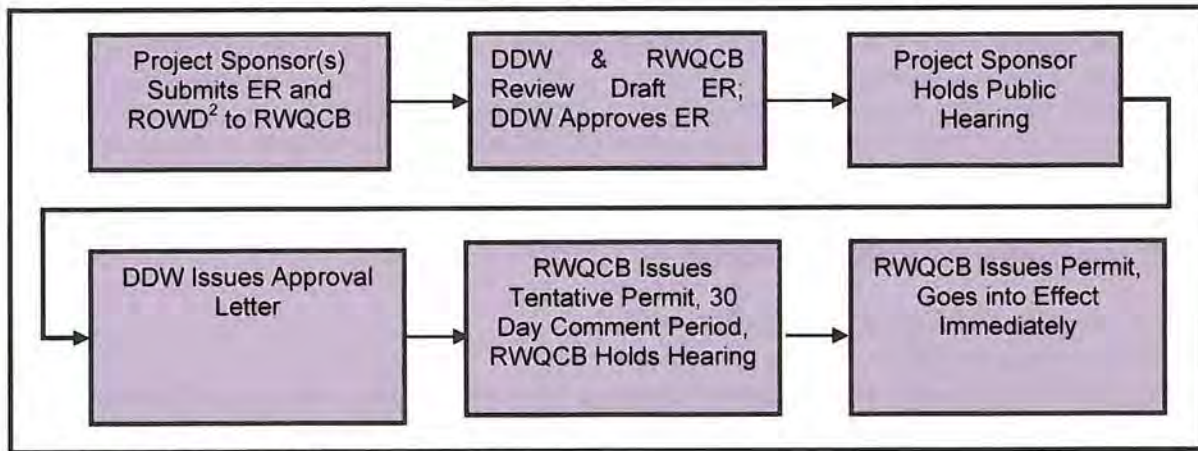 Project Sponsor(s)
Submits ER and
ROWD² to RWQCB
DDW & RWQCB
Review Draft ER;
DDW Approves ER
Project Sponsor
Holds Public
Hearing
DDW Issues Approval
Letter
RWQCB Issues
Tentative Permit, 30
Day Comment Period,
RWQCB Holds Hearing
RWQCB Issues Permit,
Goes into Effect
Immediately